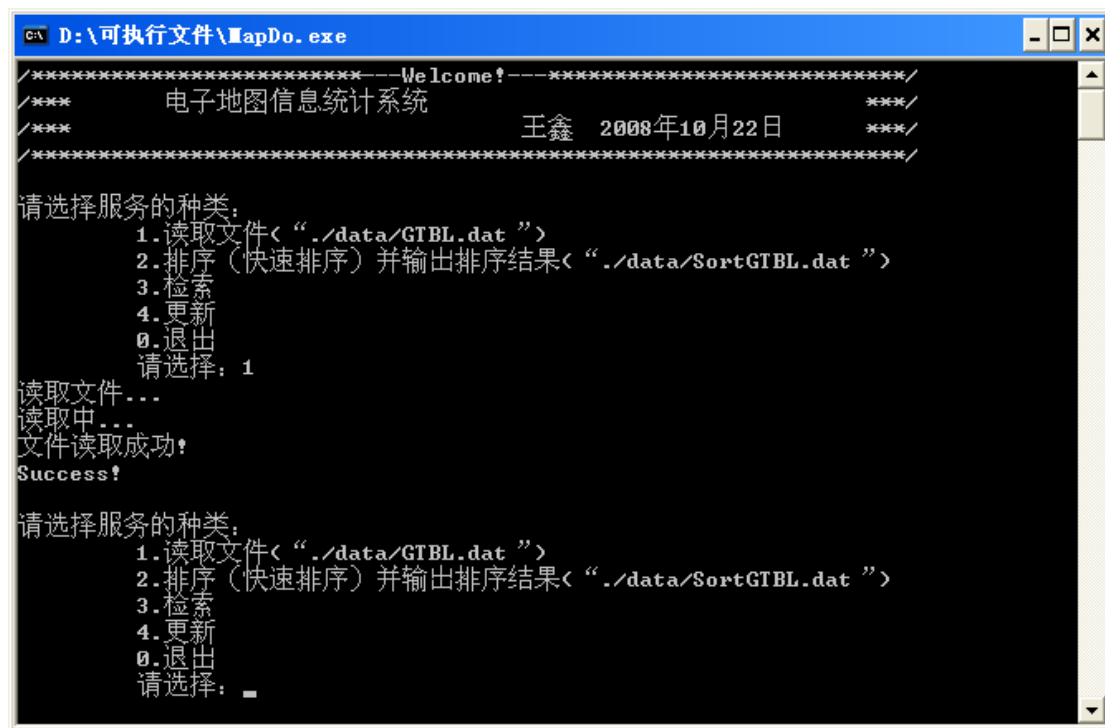 D:\可执行文件\MapDo.exe
/*************************---Welcome!---***************************/
/*** 电子地图信息统计系统 ***/
/*** 王鑫 2008年10月22日 ***/
/******************************************************************/
请选择服务的种类:
1.读取文件(“./data/GTBL.dat ”)
2.排序（快速排序）并输出排序结果(“./data/SortGTBL.dat ”)
3.检索
4.更新
0.退出
请选择: 1
读取文件...
读取中...
文件读取成功!
Success!
请选择服务的种类:
1.读取文件(“./data/GTBL.dat ”)
2.排序（快速排序）并输出排序结果(“./data/SortGTBL.dat ”)
3.检索
4.更新
0.退出
请选择: _